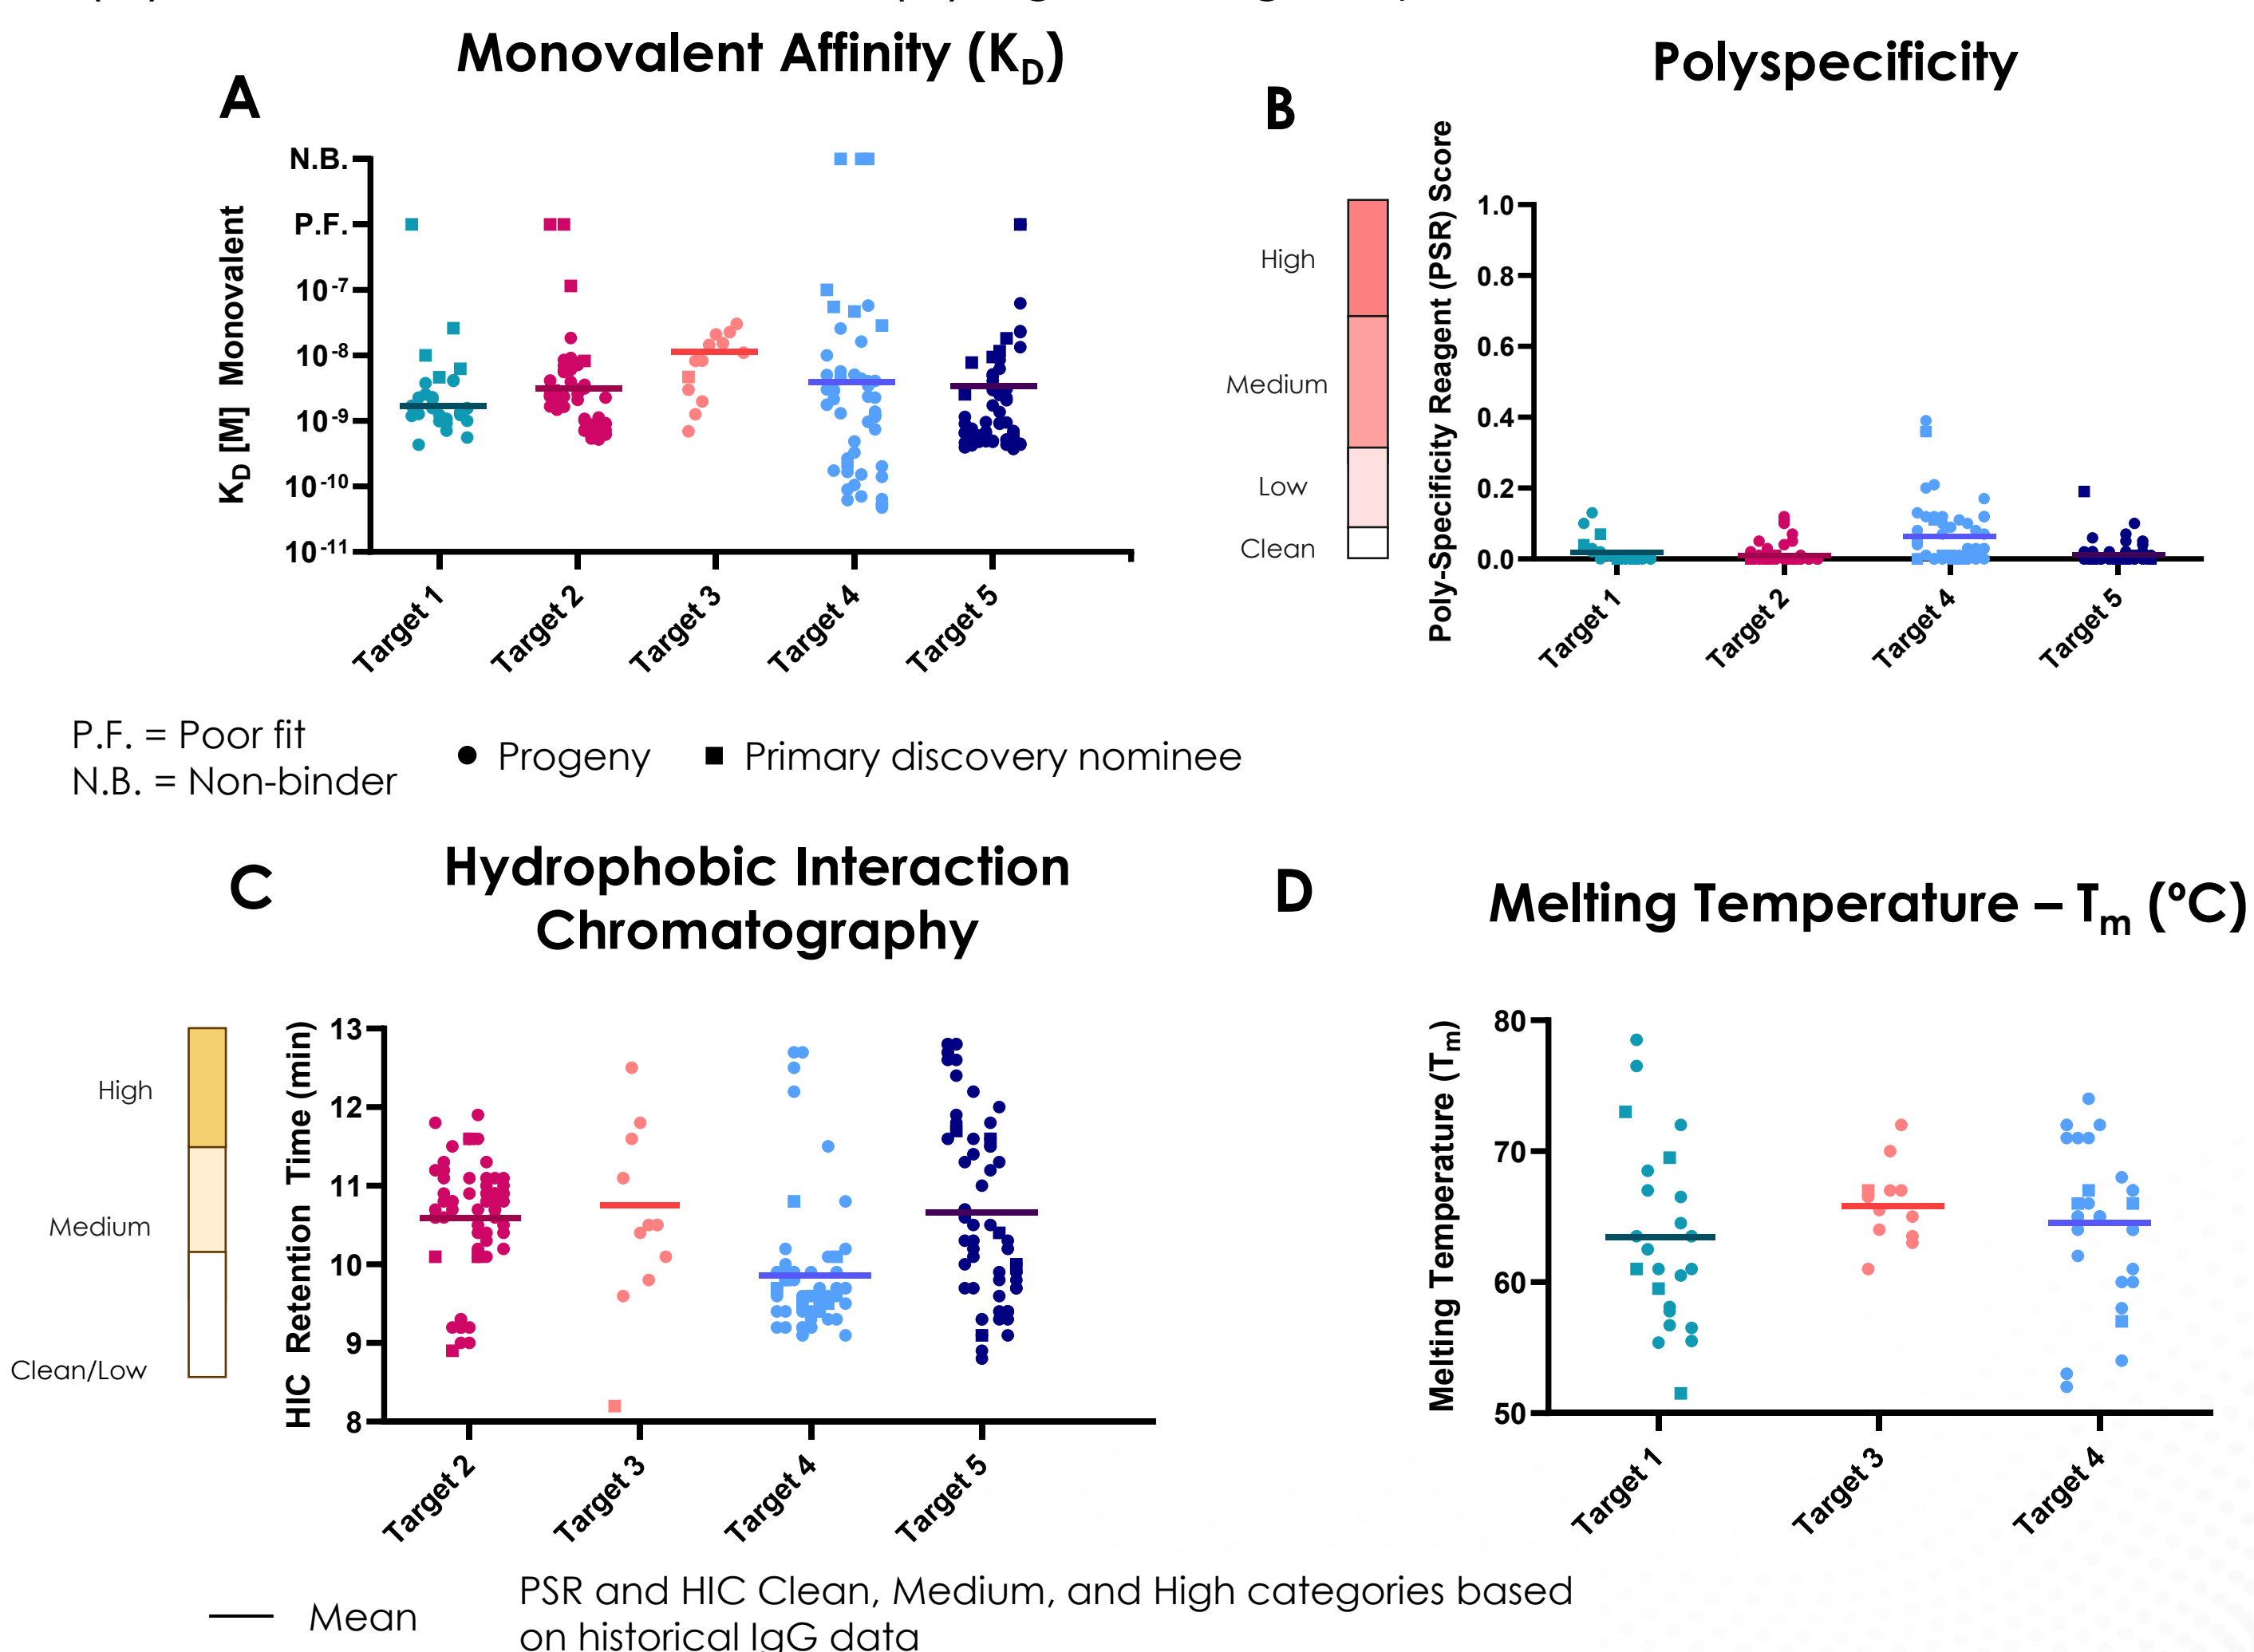 Monovalent Affinity (KD)
Polyspecificity
A
B
KD [M] Monovalent
N.B.
P.F.
10-7
10-8
10-9
10-10
10-11
Target 1
Target 2
Target 3
Target 4
Target 5
High
Medium
Low
Clean
Poly-Specificity Reagent (PSR) Score
1.0
0.8
0.6
0.4
0.2
0.0
Target 1
Target 2
Target 4
Target 5
P.F. = Poor fit
N.B. = Non-binder
Progeny
Primary discovery nominee
C
Hydrophobic Interaction
Chromatography
D
Melting Temperature – Tm (ºC)
High
Medium
Clean/Low
HIC Retention Time (min)
13
12
11
10
9
8
Target 2
Target 3
Target 4
Target 5
Melting Temperature (Tm)
80
70
60
50
Target 1
Target 3
Target 4
Mean
PSR and HIC Clean, Medium, and High categories based
on historical IgG data